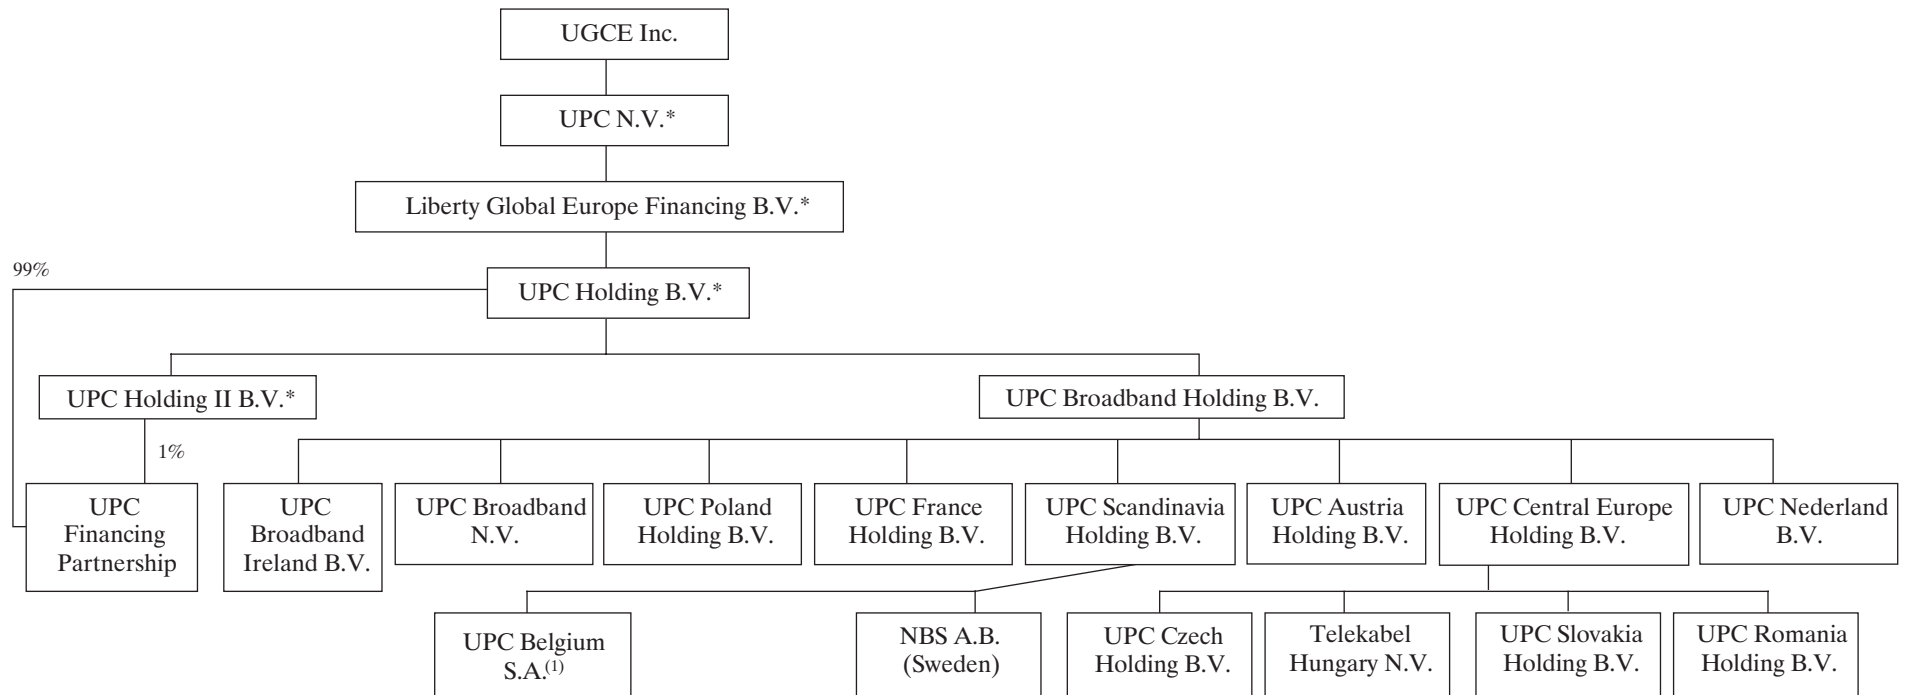 UGCE Inc.
UPC N.V.*
Liberty Global Europe Financing B.V.*
99%
UPC Holding B.V.*
UPC Holding II B.V.*
UPC Broadband Holding B.V.
1%
UPC
Financing
Partnership
UPC
Broadband
Ireland B.V.
UPC Broadband
N.V.
UPC Poland
Holding B.V.
UPC France
Holding B.V.
UPC Scandinavia
Holding B.V.
UPC Austria
Holding B.V.
UPC Central Europe
Holding B.V.
UPC Nederland
B.V.
UPC Belgium
S.A.(1)
NBS A.B.
(Sweden)
UPC Czech
Holding B.V.
Telekabel
Hungary N.V.
UPC Slovakia
Holding B.V.
UPC Romania
Holding B.V.